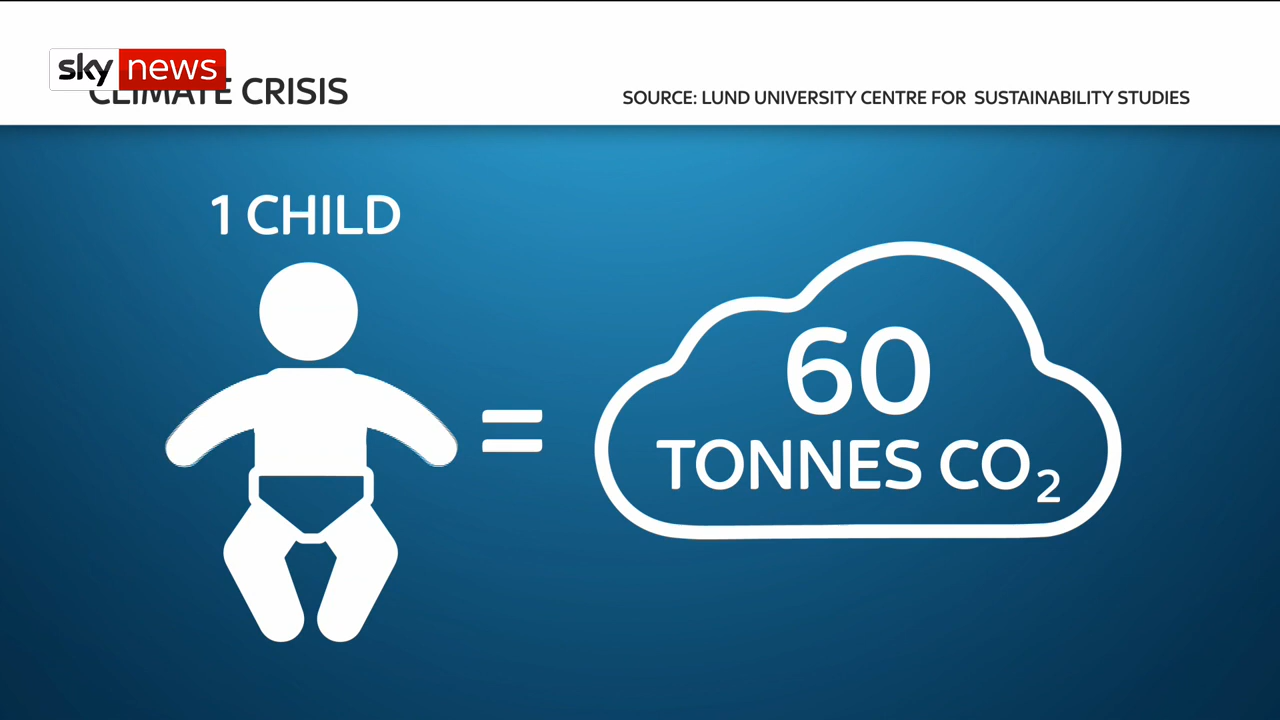 sky news
CLIMATE CRISIS
SOURCE: LUND UNIVERSITY CENTRE FOR SUSTAINABILITY STUDIES
1 CHILD
=
60
TONNES CO₂